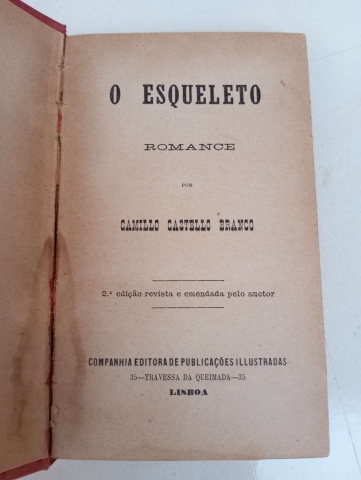 O ESQUELETO
ROMANCE
POR
CAMILLO CASTELLO BRANCO
2.ª edição revista e emendada pelo auctor
COMPANHIA EDITORA DE PUBLICAÇÕES ILLUSTRADAS
35—TRAVESSA DA QUEIMADA—35
LISBOA